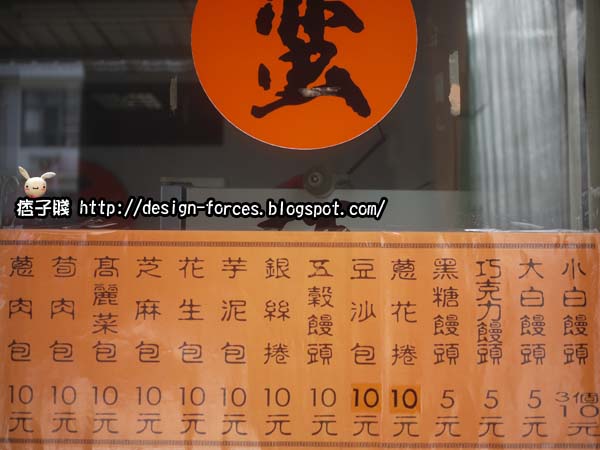 蛮
痞子賤 http://design-forces.blogspot.com/
小白饅頭 3個10元
大白饅頭 5元
巧克力饅頭 5元
黑糖饅頭 5元
蔥花捲 10元
豆沙包 10元
五穀饅頭 10元
銀絲捲 10元
芋泥包 10元
花生包 10元
芝麻包 10元
高麗菜包 10元
筍肉包 10元
蔥肉包 10元